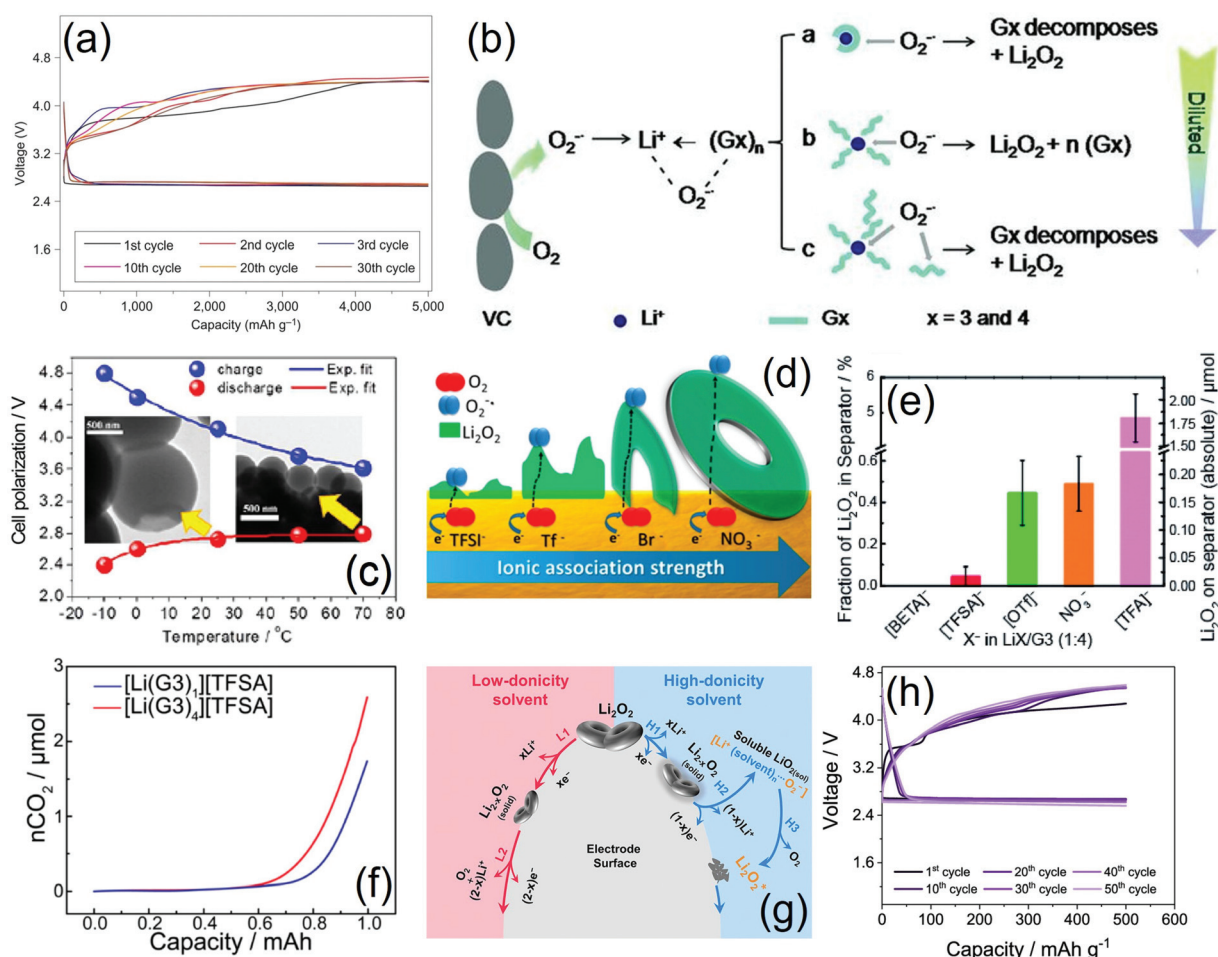 (a)
Voltage (V)
4.8
4.0
3.2
2.4
1.6
1st cycle 2nd cycle 3rd cycle
10th cycle 20th cycle 30th cycle
0 1,000 2,000 3,000 4,000 5,000
Capacity (mAh g⁻¹)
(b)
O₂⁻· → Li⁺ ← (Gx)ₙ
O₂⁻·
O₂
VC
a O₂⁻· → Gx decomposes
+ Li₂O₂
b O₂⁻· → Li₂O₂ + n (Gx)
c O₂⁻· → Gx decomposes
+ Li₂O₂
Diluted
Li⁺ Gx x = 3 and 4
(c)
Cell polarization / V
4.8
4.4
4.0
3.6
3.2
2.8
2.4
2.0
charge Exp. fit
discharge Exp. fit
500 nm
500 nm
-20 -10 0 10 20 30 40 50 60 70 80
Temperature / °C
(d)
O₂
O₂⁻·
Li₂O₂
e⁻ TFSI⁻ e⁻ Tf⁻ e⁻ Br⁻ e⁻ NO₃⁻
Ionic association strength
(e)
Fraction of Li₂O₂ in Separator / %
6
5
0.6
0.4
0.2
0.0
Li₂O₂ on separator (absolute) / μmol
2.00
1.75
1.50
0.20
0.15
0.10
0.05
0.00
[BETA]⁻ [TFSA]⁻ [OTf]⁻ NO₃⁻ [TFA]⁻
X⁻ in LiX/G3 (1:4)
(f)
nCO₂ / μmol
3
2
1
0
[Li(G3)₁][TFSA]
[Li(G3)₄][TFSA]
0.0 0.2 0.4 0.6 0.8 1.0
Capacity / mAh
(g)
Low-donicity
solvent
High-donicity
solvent
Li₂O₂
L1
xLi⁺
xe⁻
Li₂₋ₓO₂
(solid)
L2
O₂
+
(2-x)Li⁺
(2-x)e⁻
H1
xLi⁺
xe⁻
Li₂₋ₓO₂
(solid)
H2
(1-x)Li⁺
(1-x)e⁻
Soluble LiO₂(sol)
[Li⁺ (solvent)ₙ···O₂⁻]
H3
O₂
Li₂O₂*
Electrode
Surface
(h)
Voltage / V
4.8
3.6
2.4
1.2
1ˢᵗ cycle 20ᵗʰ cycle 40ᵗʰ cycle
10ᵗʰ cycle 30ᵗʰ cycle 50ᵗʰ cycle
0 100 200 300 400 500 600
Capacity / mAh g⁻¹